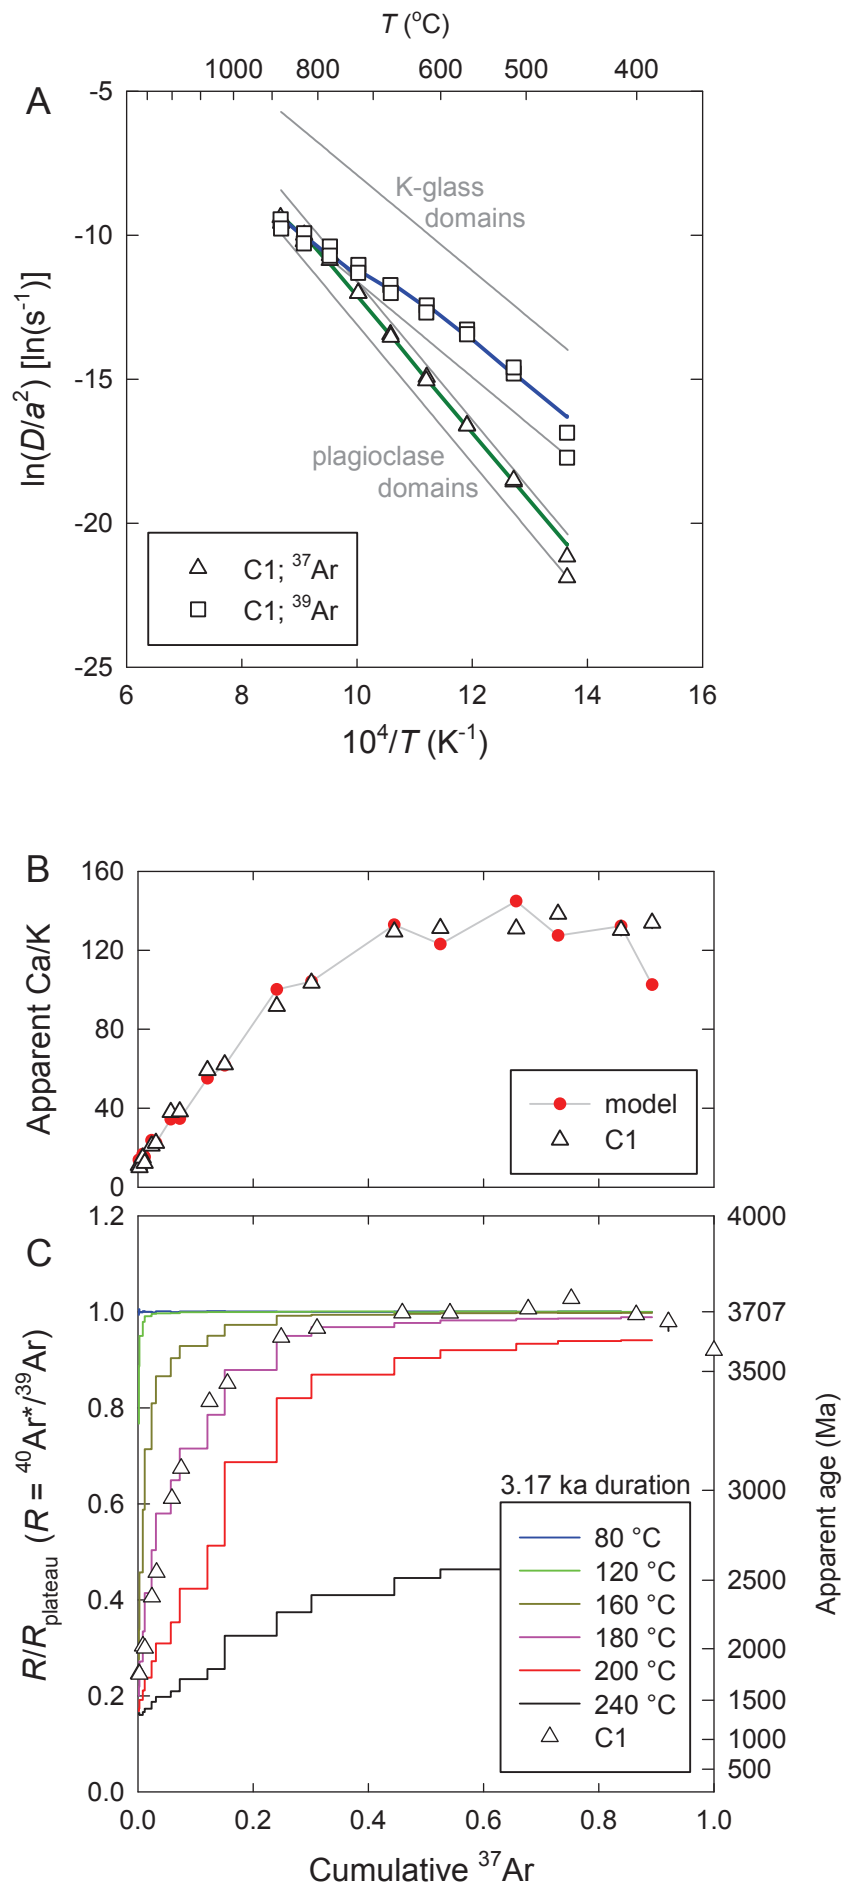 T (°C)
1000 800 600 500 400
A
-5
-10
-15
-20
-25
ln(D/a²) [ln(s⁻¹)]
K-glass
domains
plagioclase
domains
C1; ³⁷Ar
C1; ³⁹Ar
6 8 10 12 14 16
10⁴/T (K⁻¹)
B
160
120
80
40
0
Apparent Ca/K
model
C1
C
1.2
1.0
0.8
0.6
0.4
0.2
0.0
R/Rplateau (R = ⁴⁰Ar*/³⁹Ar)
4000
3707
3500
3000
2500
2000
1500
1000
500
Apparent age (Ma)
3.17 ka duration
80 °C
120 °C
160 °C
180 °C
200 °C
240 °C
C1
0.0 0.2 0.4 0.6 0.8 1.0
Cumulative ³⁷Ar